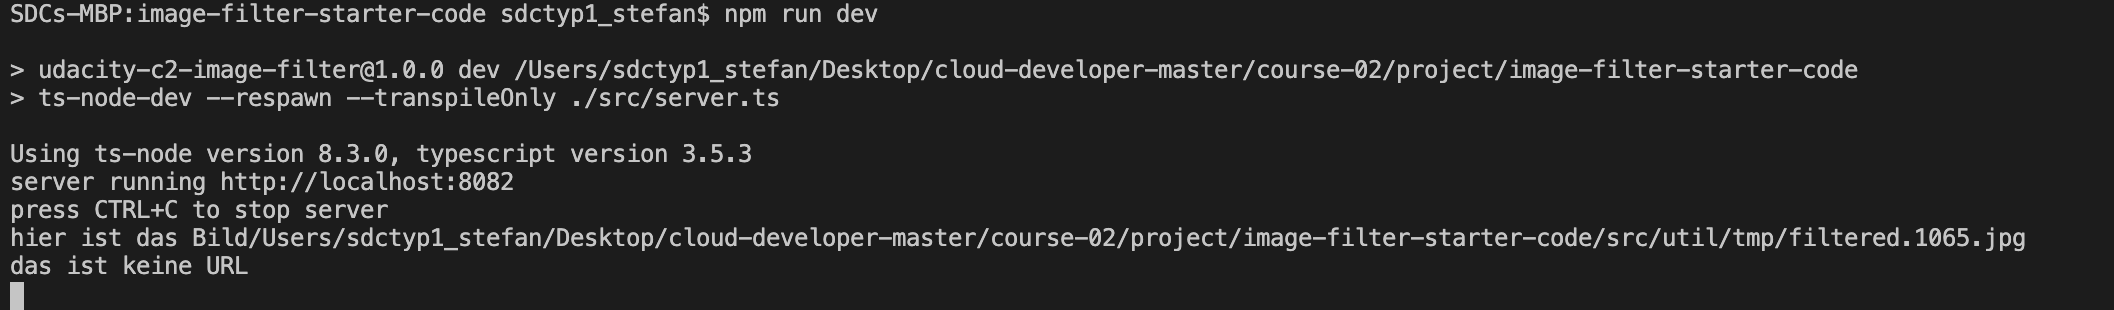 SDCs-MBP:image-filter-starter-code sdctyp1_stefan$ npm run dev
> udacity-c2-image-filter@1.0.0 dev /Users/sdctyp1_stefan/Desktop/cloud-developer-master/course-02/project/image-filter-starter-code
> ts-node-dev --respawn --transpileOnly ./src/server.ts
Using ts-node version 8.3.0, typescript version 3.5.3
server running http://localhost:8082
press CTRL+C to stop server
hier ist das Bild/Users/sdctyp1_stefan/Desktop/cloud-developer-master/course-02/project/image-filter-starter-code/src/util/tmp/filtered.1065.jpg
das ist keine URL